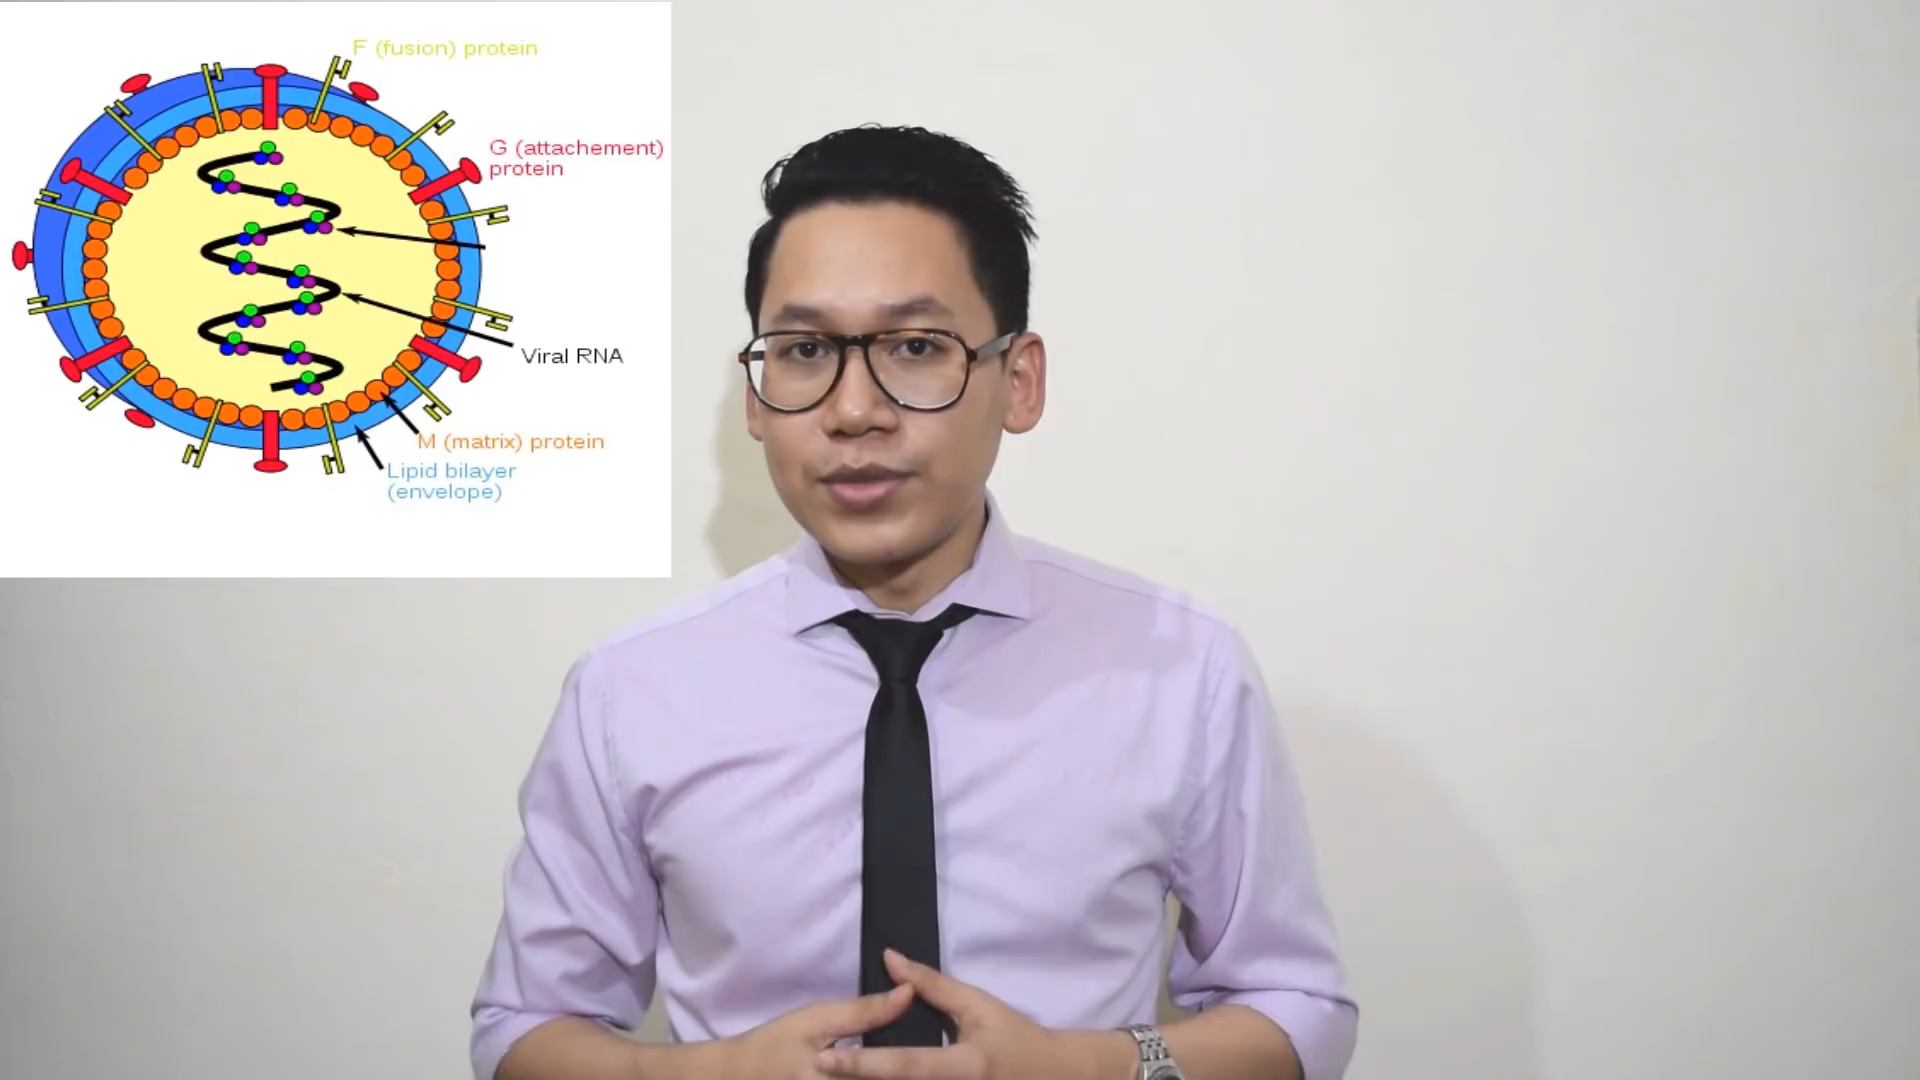 F (fusion) protein
G (attachement)
protein
Viral RNA
M (matrix) protein
Lipid bilayer
(envelope)